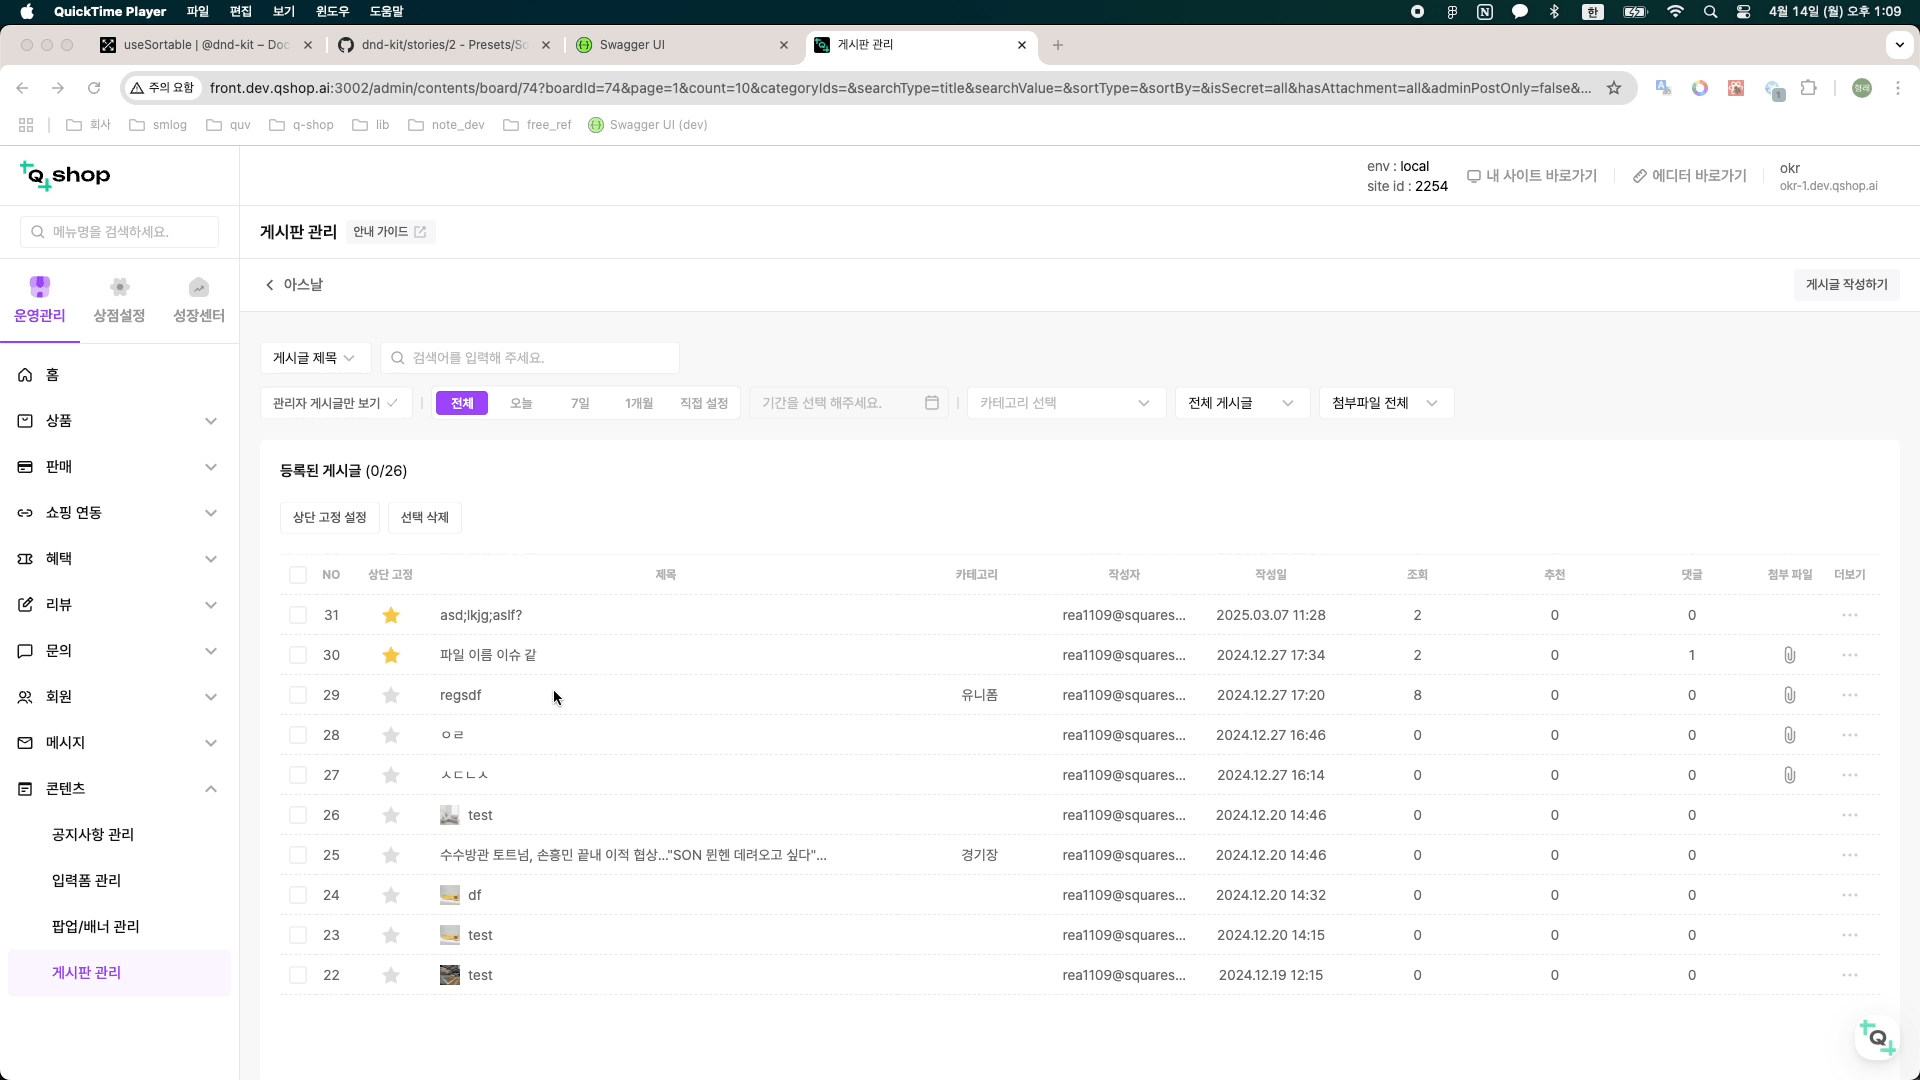 QuickTime Player 파일 편집 보기 윈도우 도움말 한 4월 14일 (월) 오후 1:09
useSortable | @dnd-kit – Doc
dnd-kit/stories/2 - Presets/So
Swagger UI
게시판 관리
주의 요함 front.dev.qshop.ai:3002/admin/contents/board/74?boardId=74&page=1&count=10&categoryIds=&searchType=title&searchValue=&sortType=&sortBy=&isSecret=all&hasAttachment=all&adminPostOnly=false&...
회사 smlog quv q-shop lib note_dev free_ref Swagger UI (dev)
Q shop
env : local
site id : 2254
내 사이트 바로가기
에디터 바로가기
okr
okr-1.dev.qshop.ai
메뉴명을 검색하세요.
게시판 관리 안내 가이드
아스날
게시글 작성하기
운영관리 상점설정 성장센터
홈
상품
판매
쇼핑 연동
혜택
리뷰
문의
회원
메시지
콘텐츠
공지사항 관리
입력폼 관리
팝업/배너 관리
게시판 관리
게시글 제목 검색어를 입력해 주세요.
관리자 게시글만 보기 전체 오늘 7일 1개월 직접 설정 기간을 선택 해주세요. 카테고리 선택 전체 게시글 첨부파일 전체
등록된 게시글 (0/26)
상단 고정 설정 선택 삭제
NO 상단 고정 제목 카테고리 작성자 작성일 조회 추천 댓글 첨부 파일 더보기
31 asd;lkjg;aslf? rea1109@squares... 2025.03.07 11:28 2 0 0
30 파일 이름 이슈 같 rea1109@squares... 2024.12.27 17:34 2 0 1
29 regsdf 유니폼 rea1109@squares... 2024.12.27 17:20 8 0 0
28 ㅇㄹ rea1109@squares... 2024.12.27 16:46 0 0 0
27 ㅅㄷㄴㅅ rea1109@squares... 2024.12.27 16:14 0 0 0
26 test rea1109@squares... 2024.12.20 14:46 0 0 0
25 수수방관 토트넘, 손흥민 끝내 이적 협상..."SON 뮌헨 데려오고 싶다"... 경기장 rea1109@squares... 2024.12.20 14:46 0 0 0
24 df rea1109@squares... 2024.12.20 14:32 0 0 0
23 test rea1109@squares... 2024.12.20 14:15 0 0 0
22 test rea1109@squares... 2024.12.19 12:15 0 0 0